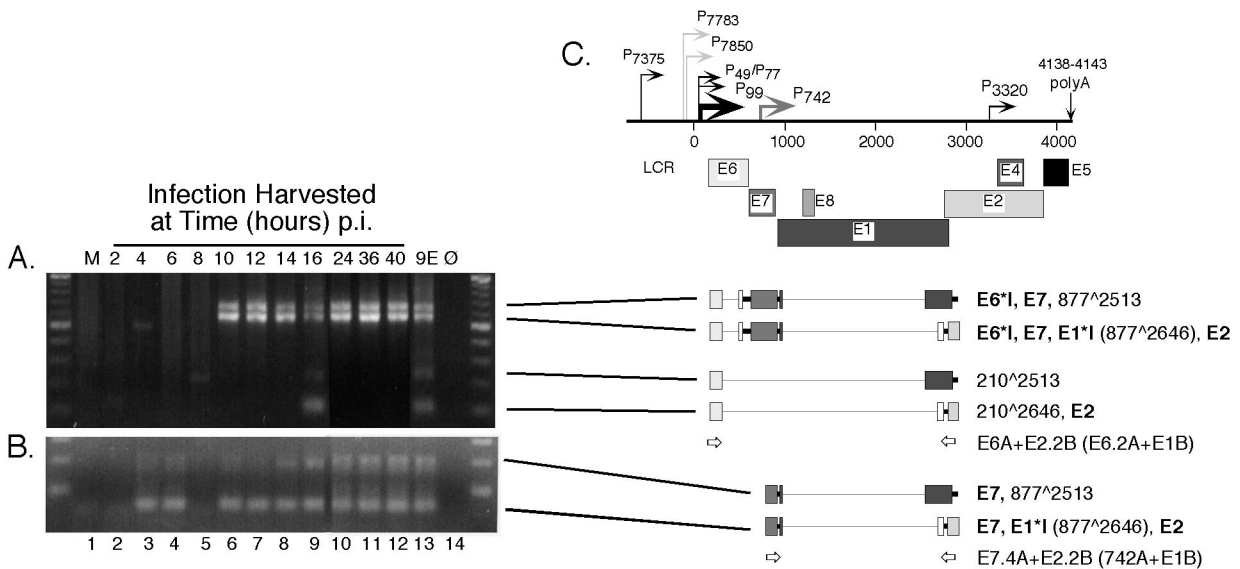 C.
P7783
P7850
P7375
P49/P77
P99
P742
P3320
4138-4143
polyA
0 1000 2000 3000 4000
LCR
E6
E4
E5
E7
E8
E2
E1
Infection Harvested
at Time (hours) p.i.
A.
M 2 4 6 8 10 12 14 16 24 36 40 9E Ø
E6*I, E7, 877^2513
E6*I, E7, E1*I (877^2646), E2
210^2513
210^2646, E2
E6A+E2.2B (E6.2A+E1B)
B.
E7, 877^2513
E7, E1*I (877^2646), E2
E7.4A+E2.2B (742A+E1B)
1 2 3 4 5 6 7 8 9 10 11 12 13 14